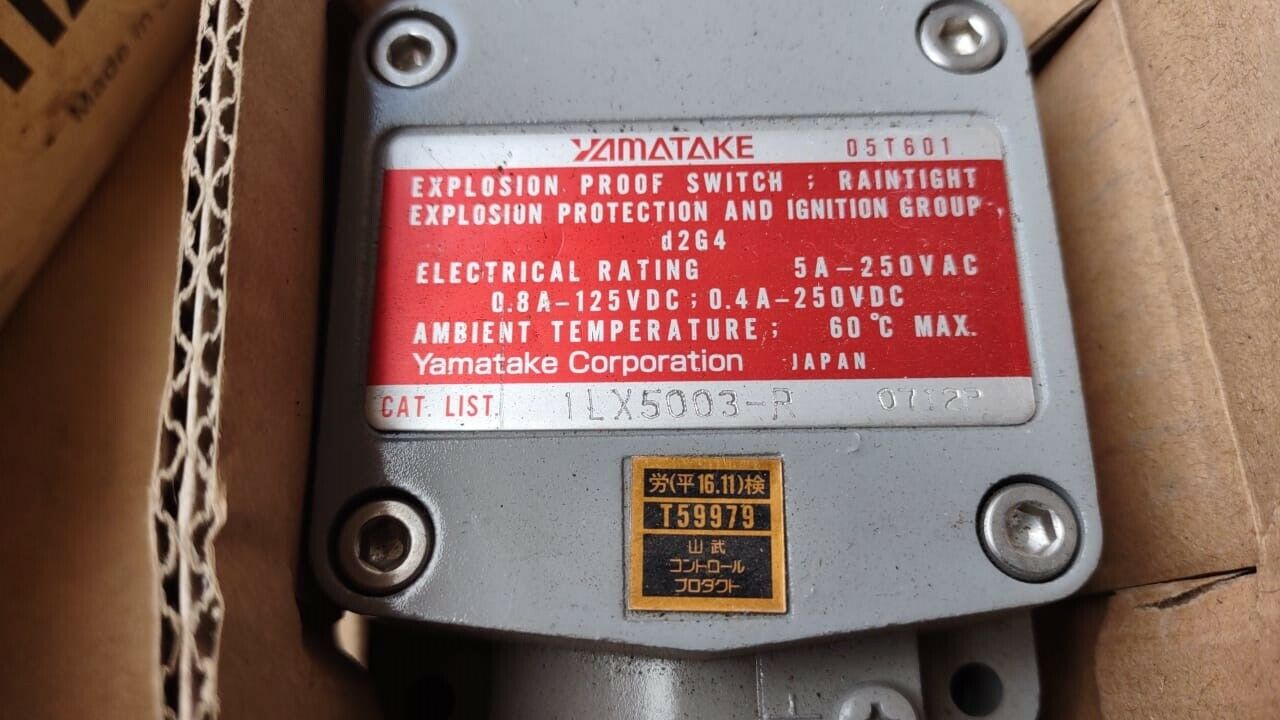 Made in
YAMATAKE 05T601
EXPLOSION PROOF SWITCH ; RAINTIGHT
EXPLOSIUN PROTECTION AND IGNITION GROUP
d2G4
ELECTRICAL RATING 5A-250VAC
0.8A-125VDC ; 0.4A-250VDC
AMBIENT TEMPERATURE ; 60°C MAX.
Yamatake Corporation JAPAN
CAT. LIST. 1LX5003-R
労(平16.11)検
T59979
山武
コントロール
プロダクト